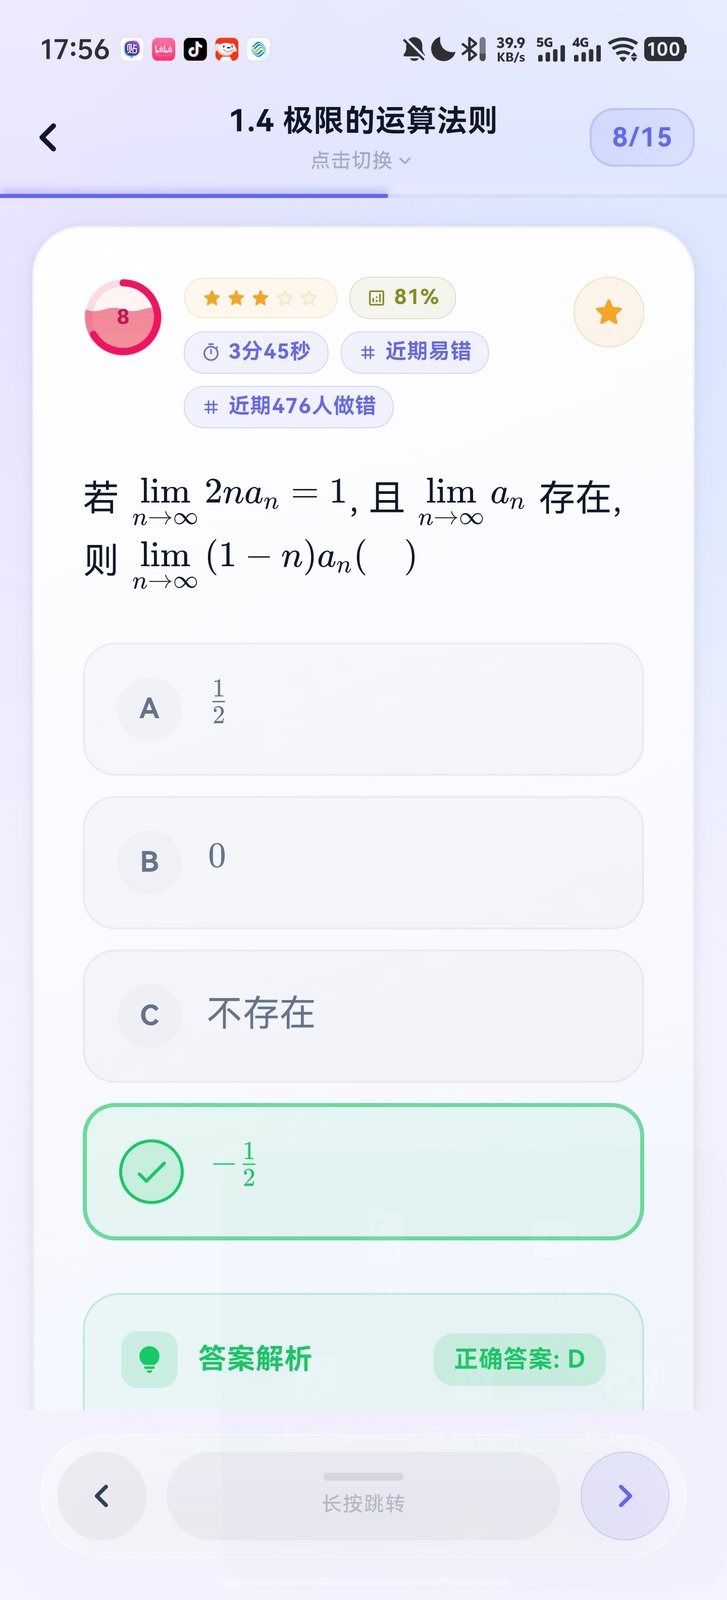 17:56 39.9 KB/s 5G 4G 100
1.4 极限的运算法则
点击切换
8/15
8
81%
3分45秒
# 近期易错
# 近期476人做错
若 lim_{n→∞} 2na_n = 1, 且 lim_{n→∞} a_n 存在,
则 lim_{n→∞} (1 − n)a_n( )
A 1/2
B 0
C 不存在
−1/2
答案解析
正确答案: D
长按跳转